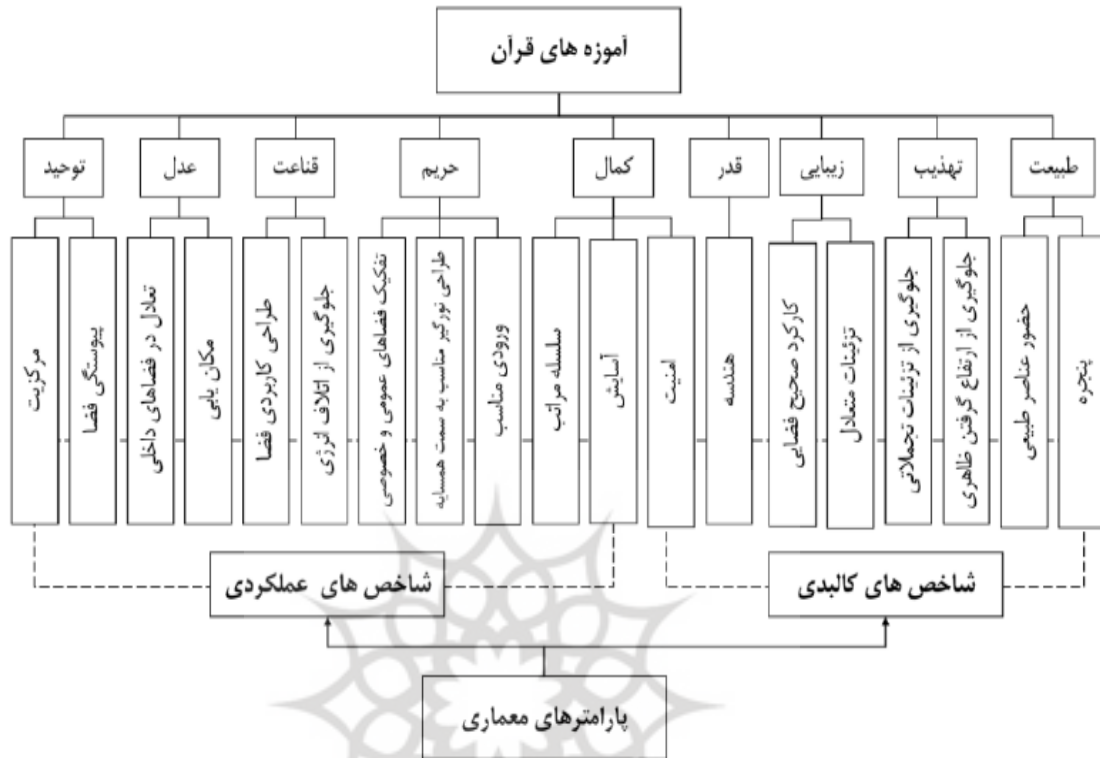 آموزه های قرآن
طبیعت
تهذیب
زیبایی
قدر
کمال
حریم
قناعت
عدل
توحید
پنجره
حضور عناصر طبیعی
جلوگیری از ارتفاع گرفتن ظاهری
جلوگیری از تزئینات تجملاتی
تزئینات متعادل
کارکرد صحیح فضایی
هندسه
امنیت
آسایش
سلسله مراتب
ورودی مناسب
طراحی نورگیر مناسب به سمت همسایه
تفکیک فضاهای عمومی و خصوصی
جلوگیری از اتلاف انرژی
طراحی کاربردی فضا
مکان یابی
تعادل در فضاهای داخلی
پیوستگی فضا
مرکزیت
شاخص های کالبدی
شاخص های عملکردی
پارامترهای معماری